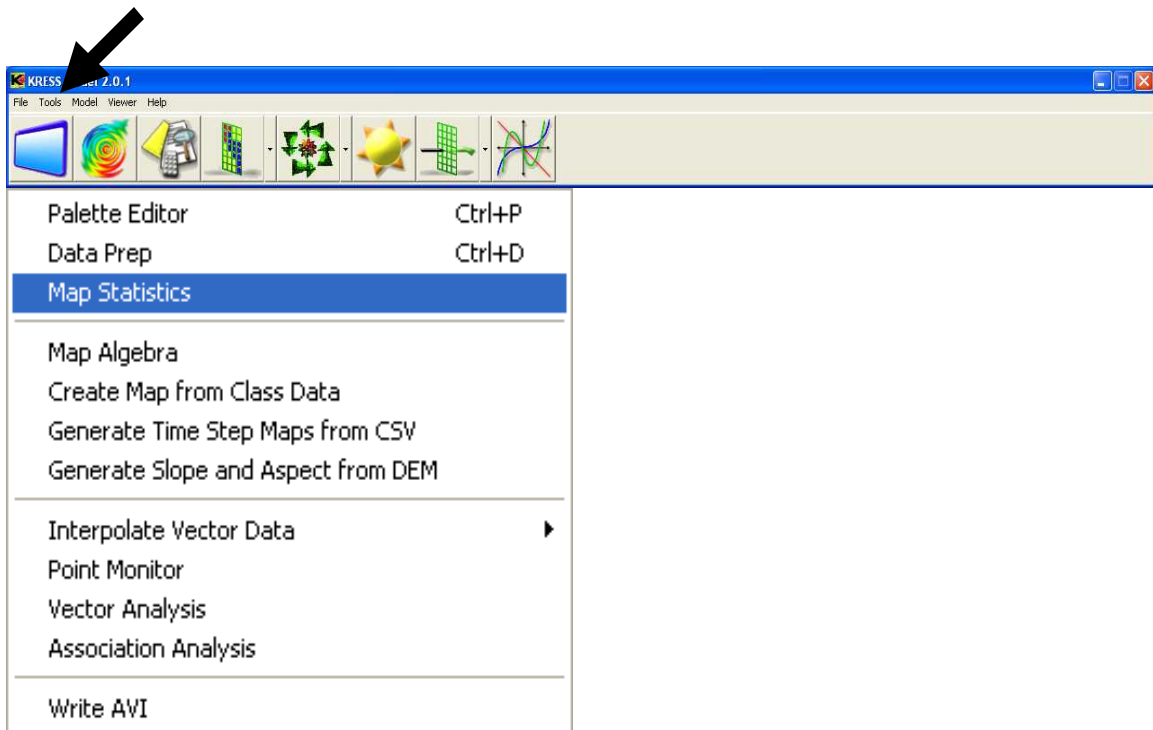 KRESS 2.0.1
File Tools Model Viewer Help
Palette Editor Ctrl+P
Data Prep Ctrl+D
Map Statistics
Map Algebra
Create Map from Class Data
Generate Time Step Maps from CSV
Generate Slope and Aspect from DEM
Interpolate Vector Data
Point Monitor
Vector Analysis
Association Analysis
Write AVI